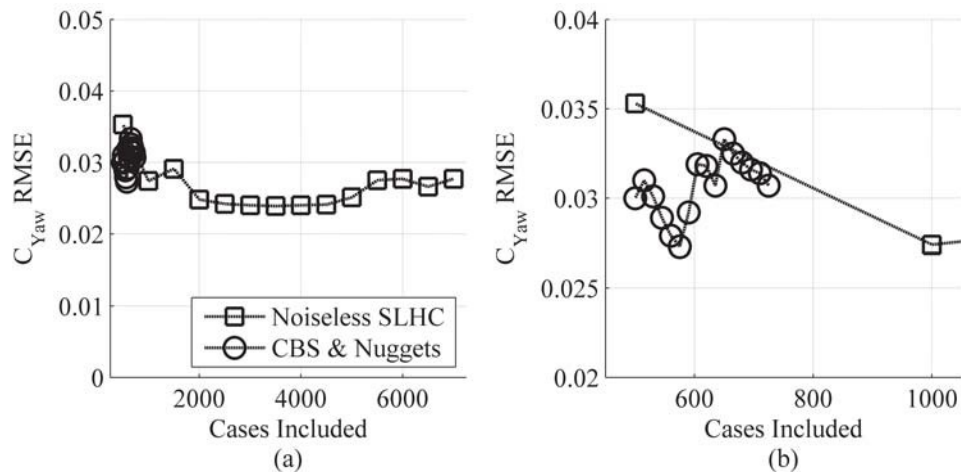 0.05
0.04
0.03
0.02
0.01
0
C_Yaw RMSE
2000 4000 6000
Cases Included
(a)
Noiseless SLHC
CBS & Nuggets
0.04
0.035
0.03
0.025
0.02
C_Yaw RMSE
600 800 1000
Cases Included
(b)